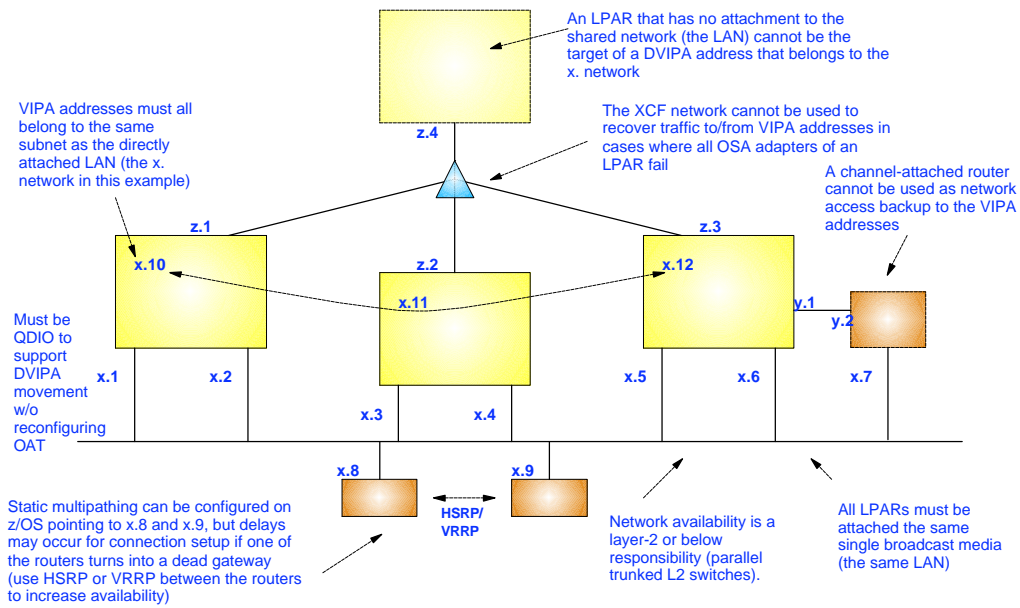 An LPAR that has no attachment to the
shared network (the LAN) cannot be the
target of a DVIPA address that belongs to the
x. network
VIPA addresses must all
belong to the same
subnet as the directly
attached LAN (the x.
network in this example)
z.4
The XCF network cannot be used to
recover traffic to/from VIPA addresses in
cases where all OSA adapters of an
LPAR fail
A channel-attached router
cannot be used as network
access backup to the VIPA
addresses
z.1
z.3
z.2
x.10
x.12
x.11
y.1
y.2
Must be
QDIO to
support
DVIPA
movement
w/o
reconfiguring
OAT
x.1
x.2
x.3
x.4
x.5
x.6
x.7
x.8
x.9
HSRP/
VRRP
Static multipathing can be configured on
z/OS pointing to x.8 and x.9, but delays
may occur for connection setup if one of
the routers turns into a dead gateway
(use HSRP or VRRP between the routers
to increase availability)
Network availability is a
layer-2 or below
responsibility (parallel
trunked L2 switches).
All LPARs must be
attached the same
single broadcast media
(the same LAN)